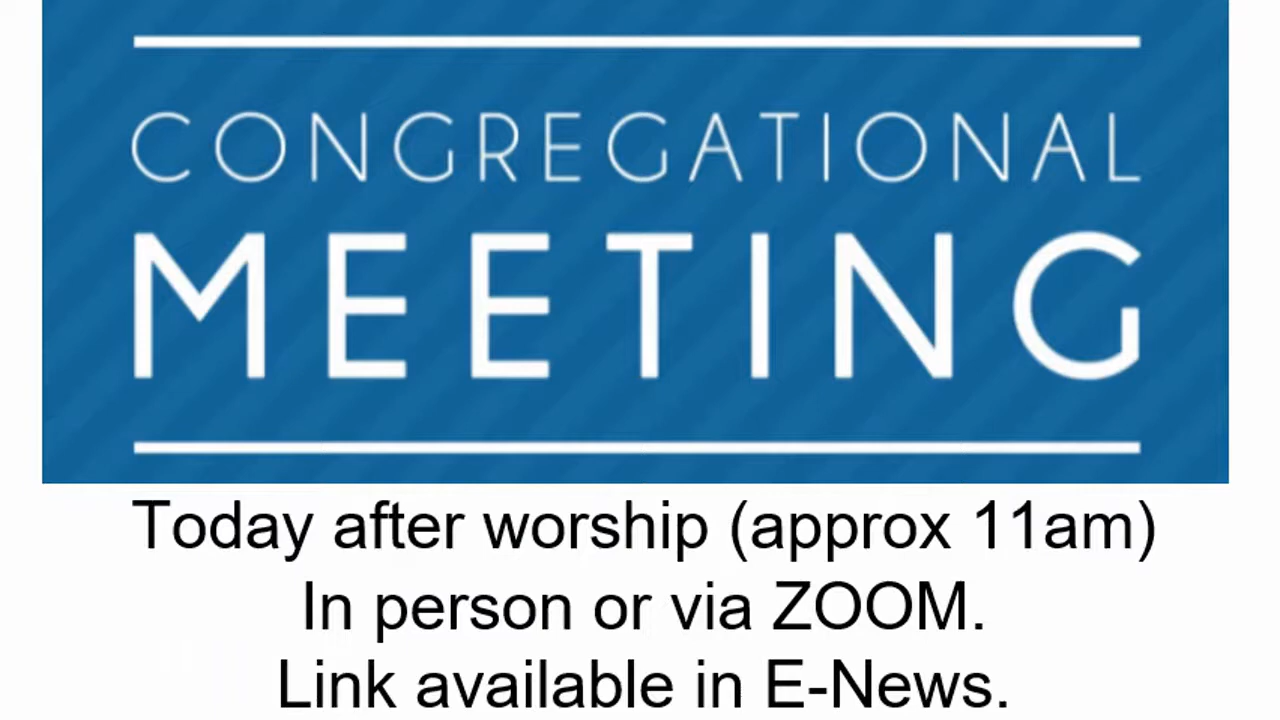 CONGREGATIONAL
MEETING
Today after worship (approx 11am)
In person or via ZOOM.
Link available in E-News.